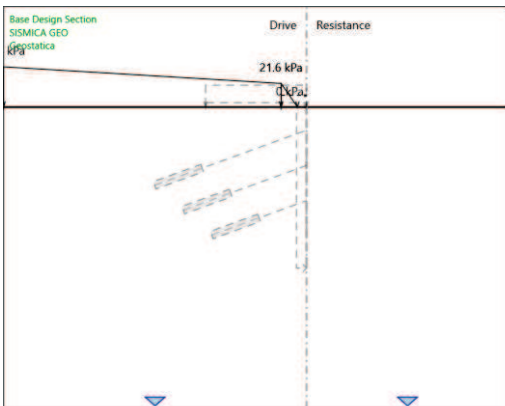 Base Design Section
SISMICA GEO
Geostatica
kPa
Drive
Resistance
21.6 kPa
0 kPa